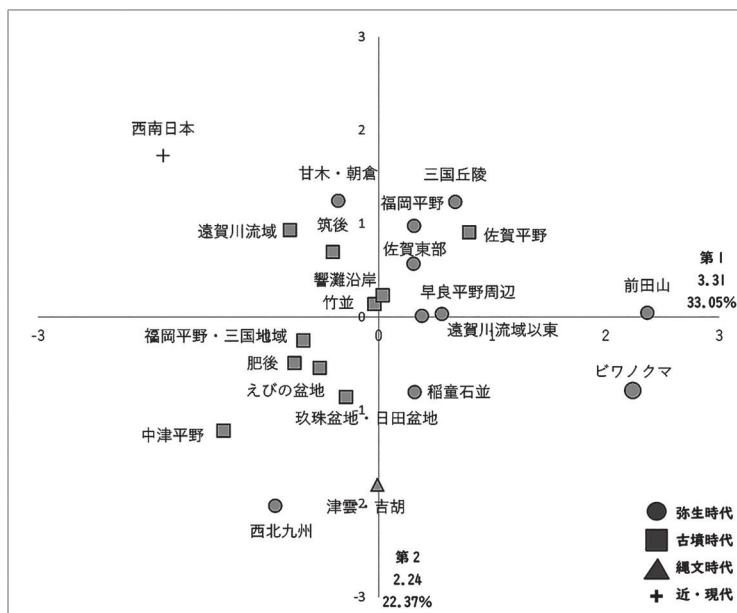 3
西南日本
2
甘木・朝倉
三国丘陵
福岡平野
遠賀川流域
筑後
1
佐賀平野
佐賀東部
第1
3.31
33.05%
響灘沿岸
早良平野周辺
前田山
竹並
0
-3
-2
-1
0
1
2
3
福岡平野・三国地域
遠賀川流域以東
肥後
ビワノクマ
えびの盆地
稲童石並
-1
玖珠盆地・日田盆地
中津平野
-2
津雲・吉胡
西北九州
弥生時代
古墳時代
縄文時代
近・現代
第2
2.24
22.37%
-3